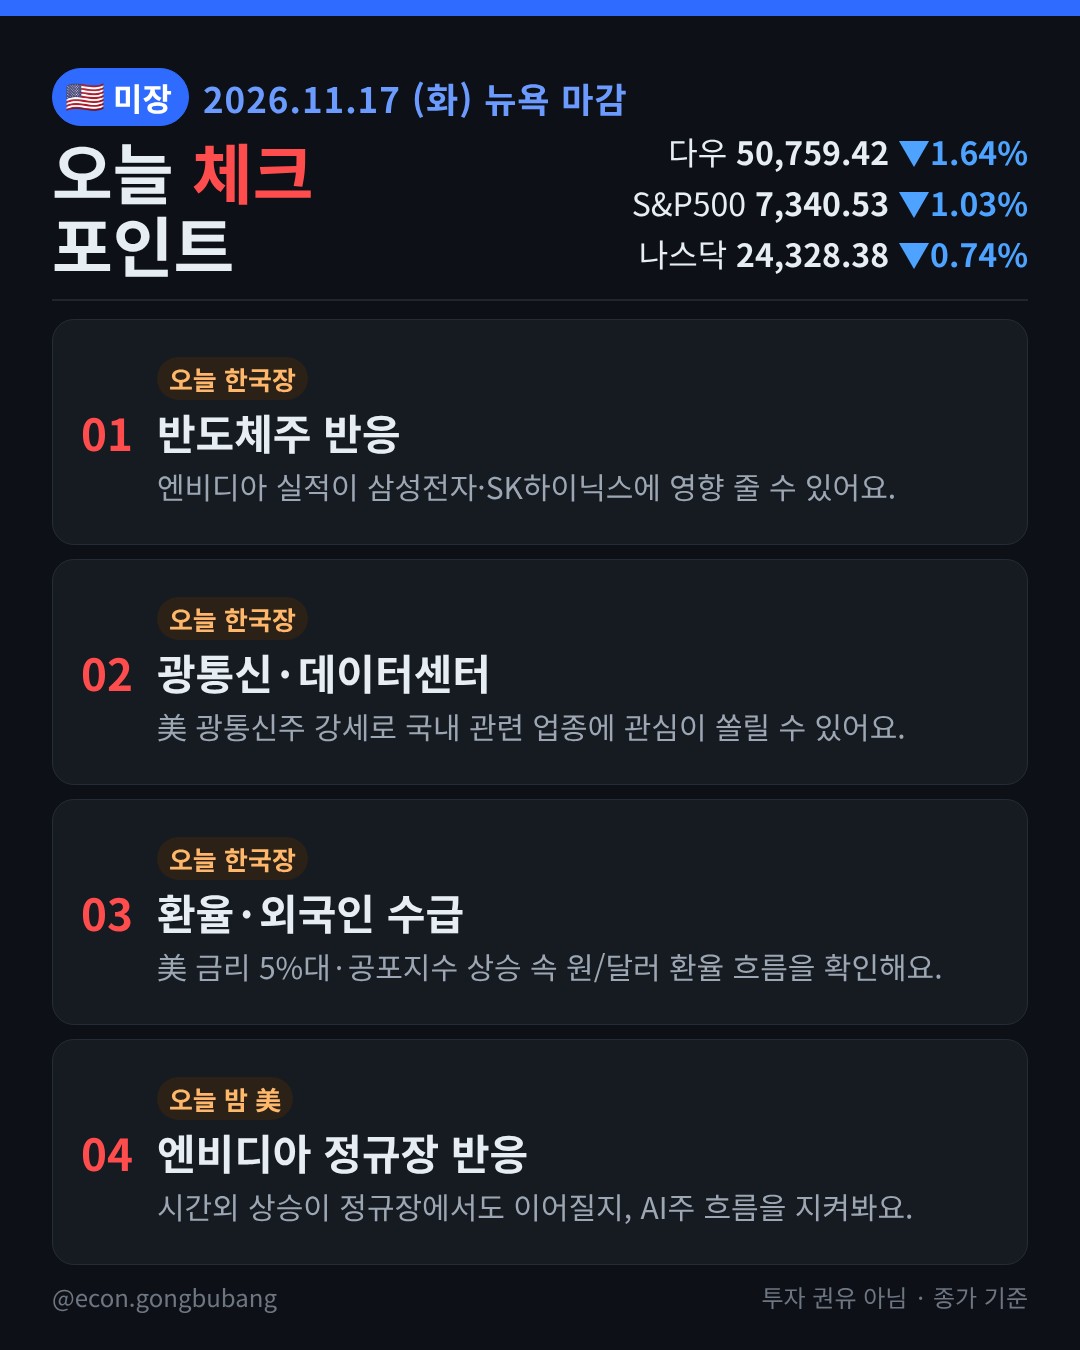 🇺🇸 미장 2026.11.17 (화) 뉴욕 마감
오늘 체크
포인트
다우 50,759.42 ▼1.64%
S&P500 7,340.53 ▼1.03%
나스닥 24,328.38 ▼0.74%
오늘 한국장
01 반도체주 반응
엔비디아 실적이 삼성전자·SK하이닉스에 영향 줄 수 있어요.
오늘 한국장
02 광통신·데이터센터
美 광통신주 강세로 국내 관련 업종에 관심이 쏠릴 수 있어요.
오늘 한국장
03 환율·외국인 수급
美 금리 5%대·공포지수 상승 속 원/달러 환율 흐름을 확인해요.
오늘 밤 美
04 엔비디아 정규장 반응
시간외 상승이 정규장에서도 이어질지, AI주 흐름을 지켜봐요.
@econ.gongbubang
투자 권유 아님 · 종가 기준